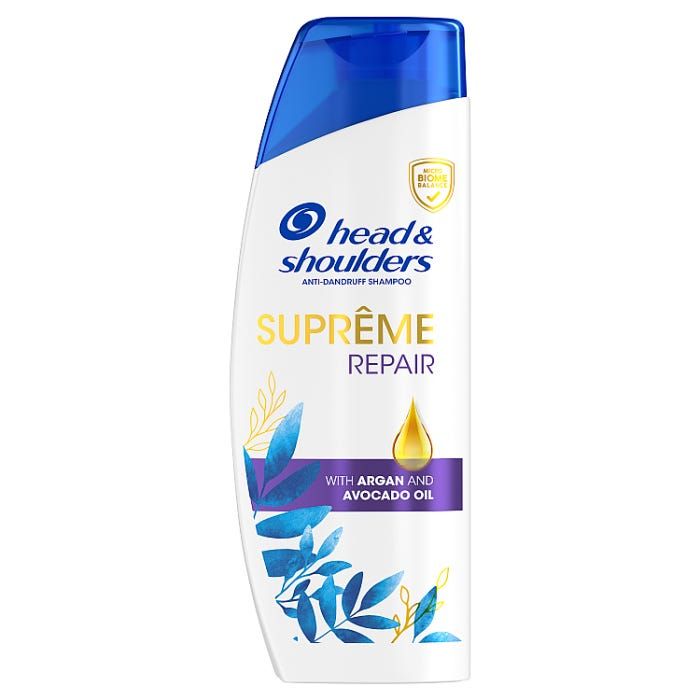 MICRO
BIOME
BALANCE
head &
shoulders
ANTI-DANDRUFF SHAMPOO
SUPRÊME
REPAIR
WITH ARGAN AND
AVOCADO OIL